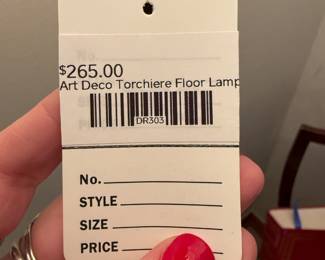 $265.00
Art Deco Torchiere Floor Lamp
DR303
No.
STYLE
SIZE
PRICE